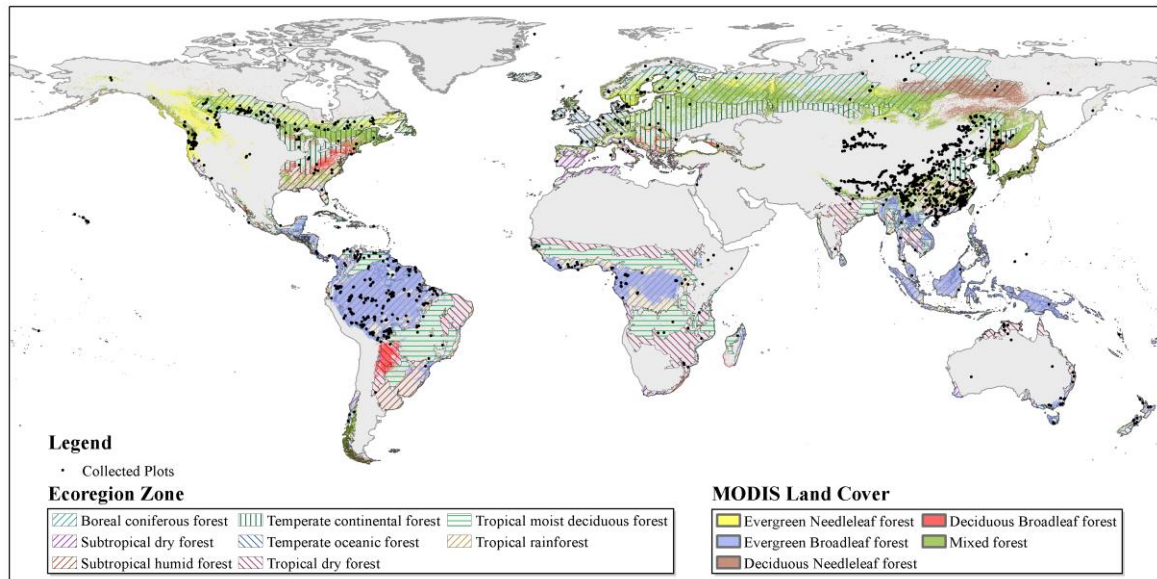 Legend
Collected Plots
Ecoregion Zone
Boreal coniferous forest Temperate continental forest Tropical moist deciduous forest
Subtropical dry forest Temperate oceanic forest Tropical rainforest
Subtropical humid forest Tropical dry forest
MODIS Land Cover
Evergreen Needleleaf forest Deciduous Broadleaf forest
Evergreen Broadleaf forest Mixed forest
Deciduous Needleleaf forest